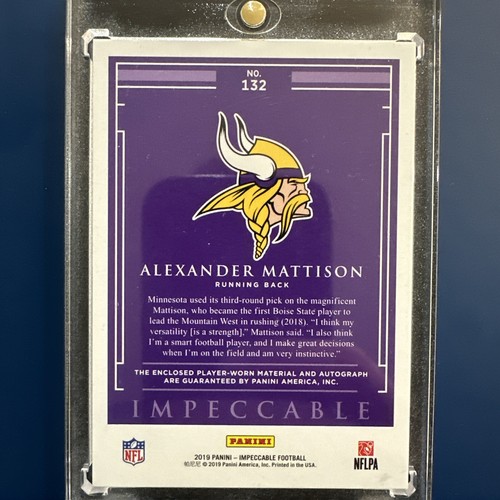 NO.
132
ALEXANDER MATTISON
RUNNING BACK
Minnesota used its third-round pick on the magnificent
Mattison, who became the first Boise State player to
lead the Mountain West in rushing (2018). “I think my
versatility [is a strength],” Mattison said. “I also think
I’m a smart football player, and I make great decisions
when I’m on the field and am very instinctive.”
THE ENCLOSED PLAYER-WORN MATERIAL AND AUTOGRAPH
ARE GUARANTEED BY PANINI AMERICA, INC.
IMPECCABLE
NFL
PANINI
NFLPA
2019 PANINI – IMPECCABLE FOOTBALL
帕尼尼 © 2019 Panini America, Inc. Printed in the USA.